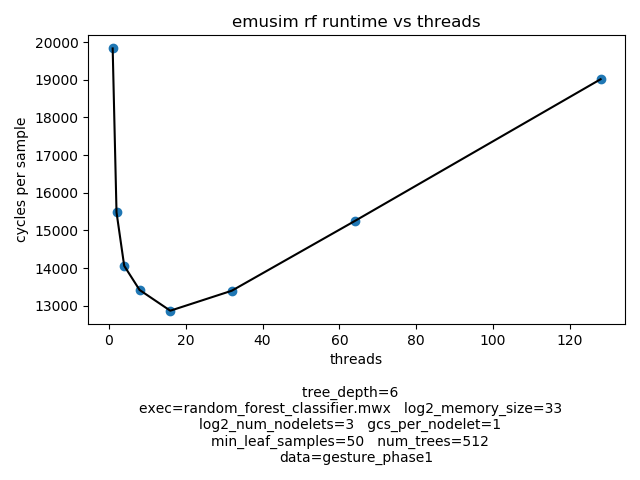 emusim rf runtime vs threads
20000
19000
18000
17000
16000
15000
14000
13000
cycles per sample
0 20 40 60 80 100 120
threads
tree_depth=6
exec=random_forest_classifier.mwx log2_memory_size=33
log2_num_nodelets=3 gcs_per_nodelet=1
min_leaf_samples=50 num_trees=512
data=gesture_phase1